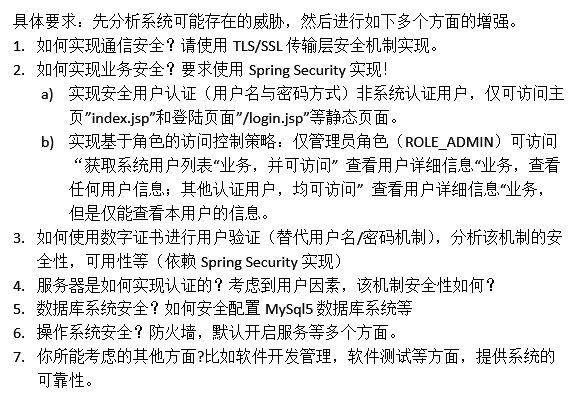 具体要求：先分析系统可能存在的威胁，然后进行如下多个方面的增强。
1. 如何实现通信安全？请使用 TLS/SSL 传输层安全机制实现。
2. 如何实现业务安全？要求使用 Spring Security 实现！
a) 实现安全用户认证（用户名与密码方式）非系统认证用户，仅可访问主
页”index.jsp”和登陆页面”/login.jsp”等静态页面。
b) 实现基于角色的访问控制策略：仅管理员角色（ROLE_ADMIN）可访问
“获取系统用户列表“业务，并可访问” 查看用户详细信息“业务，查看
任何用户信息；其他认证用户，均可访问” 查看用户详细信息“业务，
但是仅能查看本用户的信息。
3. 如何使用数字证书进行用户验证（替代用户名/密码机制），分析该机制的安
全性，可用性等（依赖 Spring Security 实现）
4. 服务器是如何实现认证的？考虑到用户因素，该机制安全性如何？
5. 数据库系统安全？如何安全配置 MySql5 数据库系统等
6. 操作系统安全？防火墙，默认开启服务等多个方面。
7. 你所能考虑的其他方面?比如软件开发管理，软件测试等方面，提供系统的
可靠性。